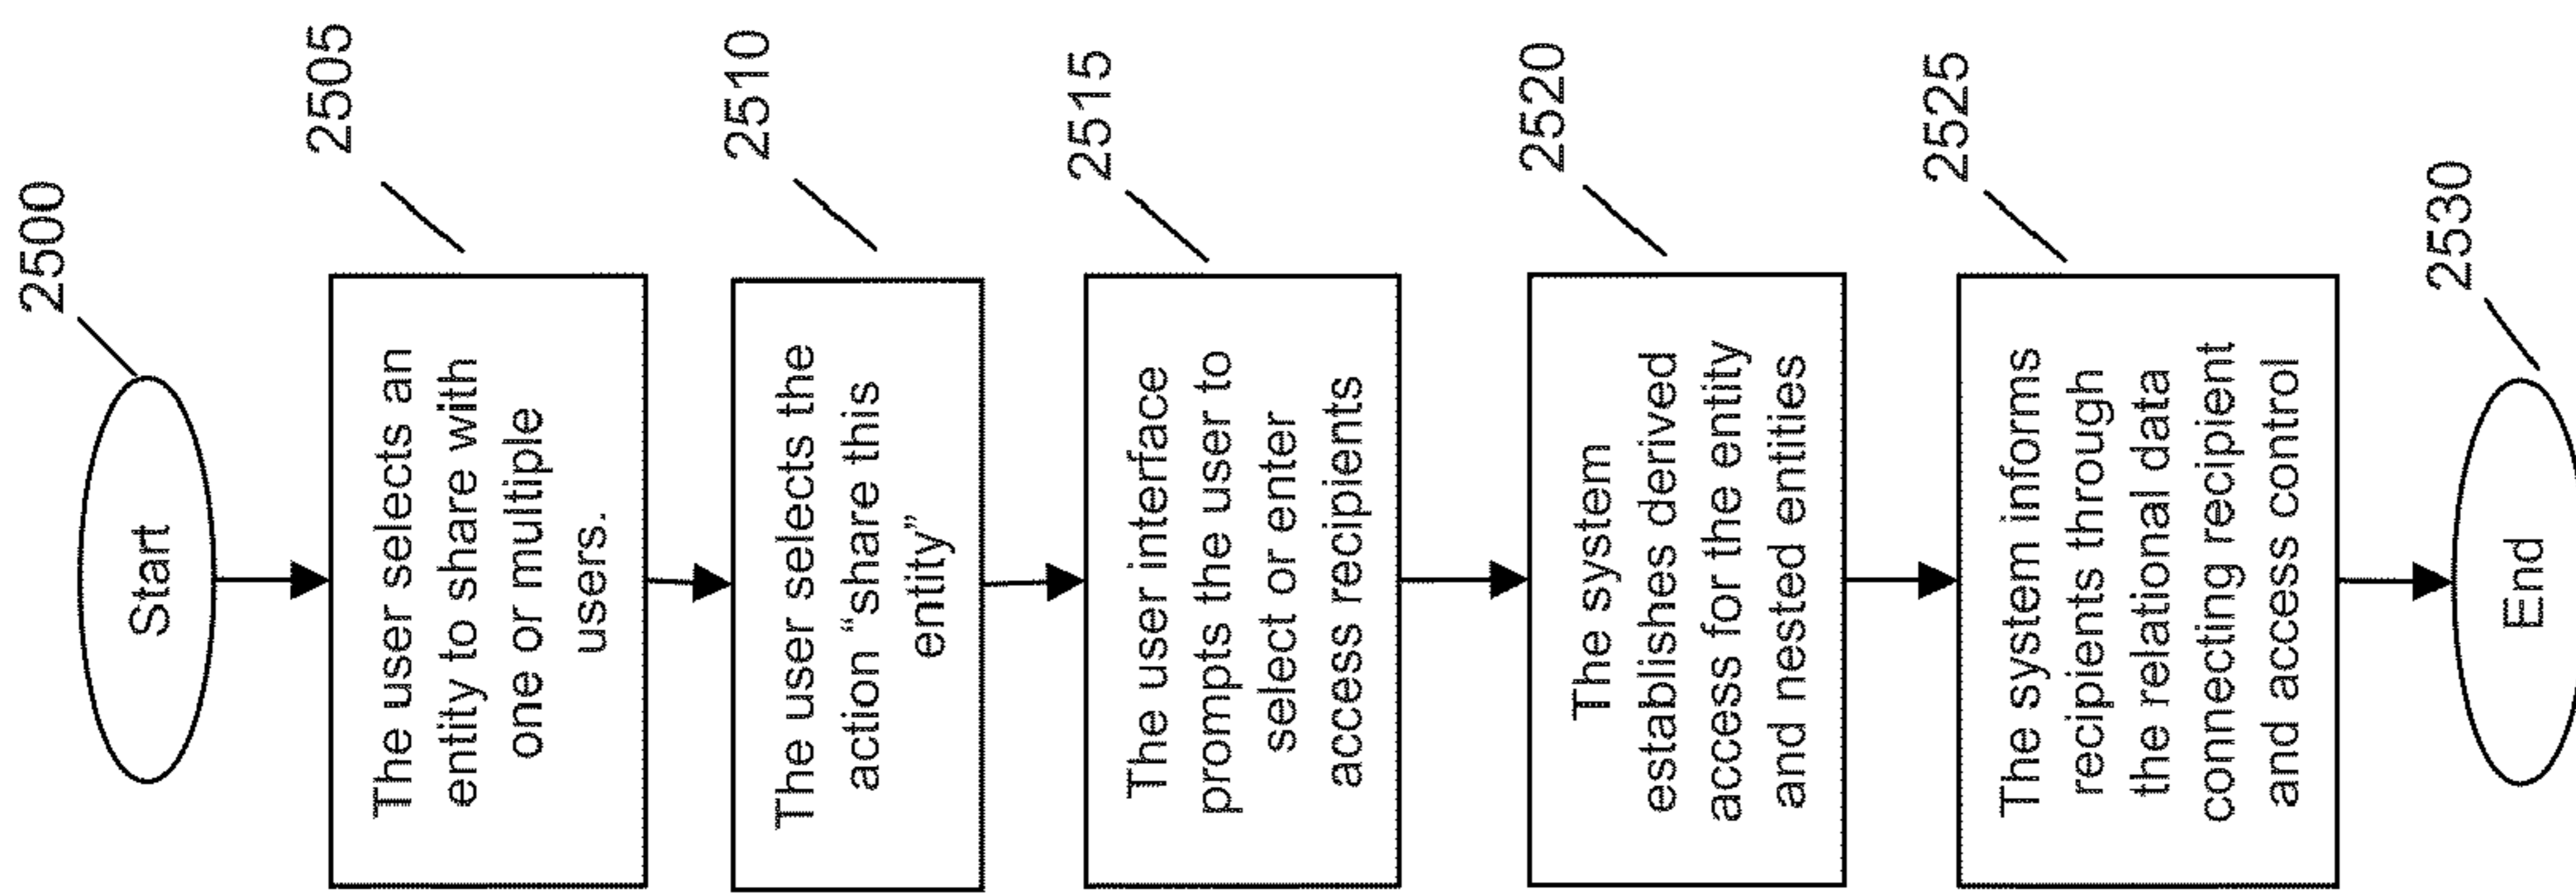 2500
Start
2505
The user selects an
entity to share with
one or multiple
users.
2510
The user selects the
action “share this
entity”
2515
The user interface
prompts the user to
select or enter
access recipients
2520
The system
establishes derived
access for the entity
and nested entities
2525
The system informs
recipients through
the relational data
connecting recipient
and access control
2530
End